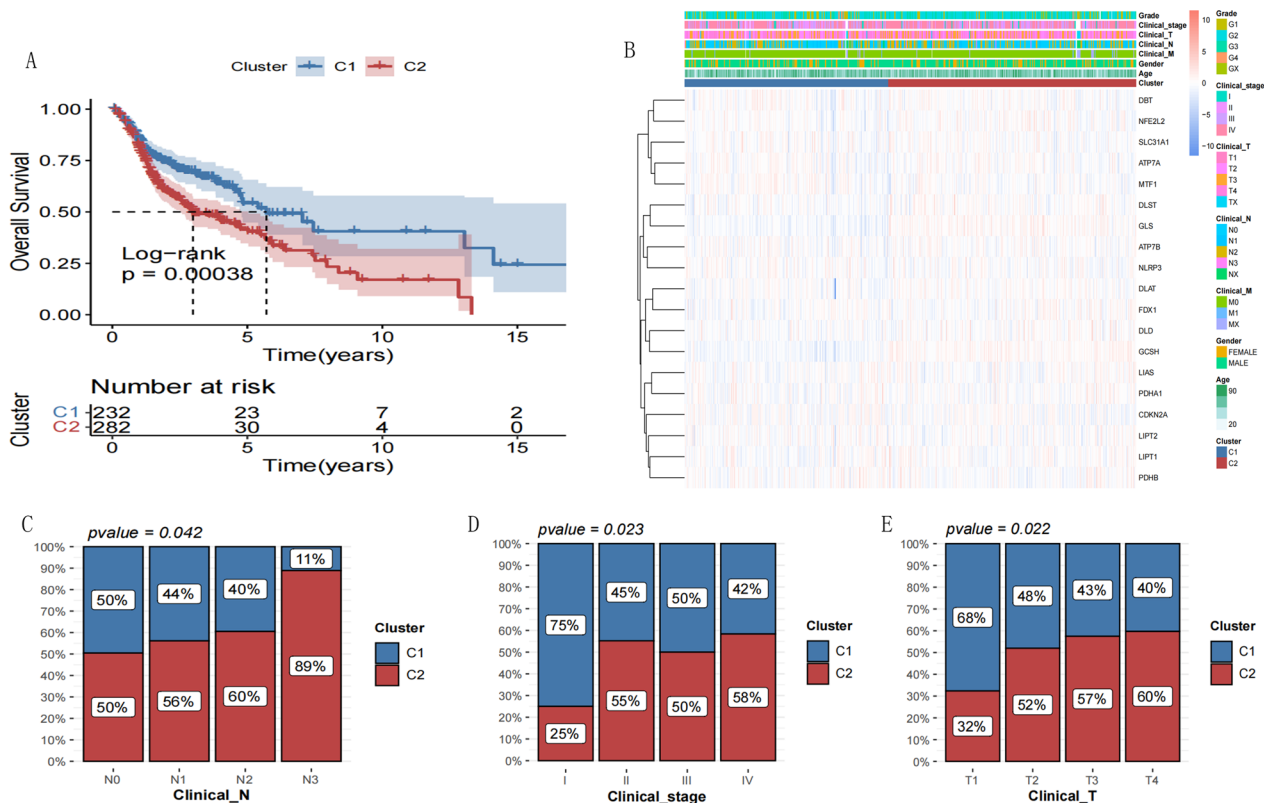 A
Cluster C1 C2
Overall Survival
1.00
0.75
0.50
0.25
0.00
Log-rank
p = 0.00038
0 5 10 15
Time(years)
Number at risk
Cluster
C1 232 23 7 2
C2 282 30 4 0
0 5 10 15
Time(years)
B
Grade
Clinical_stage
Clinical_T
Clinical_N
Clinical_M
Gender
Age
Cluster
DBT
NFE2L2
SLC31A1
ATP7A
MTF1
DLST
GLS
ATP7B
NLRP3
DLAT
FDX1
DLD
GCSH
LIAS
PDHA1
CDKN2A
LIPT2
LIPT1
PDHB
10
5
0
-5
-10
Grade
G1
G2
G3
G4
GX
Clinical_stage
I
II
III
IV
Clinical_T
T1
T2
T3
T4
TX
Clinical_N
N0
N1
N2
N3
NX
Clinical_M
M0
M1
MX
Gender
FEMALE
MALE
Age
90
20
Cluster
C1
C2
C
pvalue = 0.042
100%
90%
80%
70%
60%
50%
40%
30%
20%
10%
0%
50% 44% 40% 11%
50% 56% 60% 89%
N0 N1 N2 N3
Clinical_N
Cluster
C1
C2
D
pvalue = 0.023
100%
90%
80%
70%
60%
50%
40%
30%
20%
10%
0%
75% 45% 50% 42%
25% 55% 50% 58%
I II III IV
Clinical_stage
Cluster
C1
C2
E
pvalue = 0.022
100%
90%
80%
70%
60%
50%
40%
30%
20%
10%
0%
68% 48% 43% 40%
32% 52% 57% 60%
T1 T2 T3 T4
Clinical_T
Cluster
C1
C2